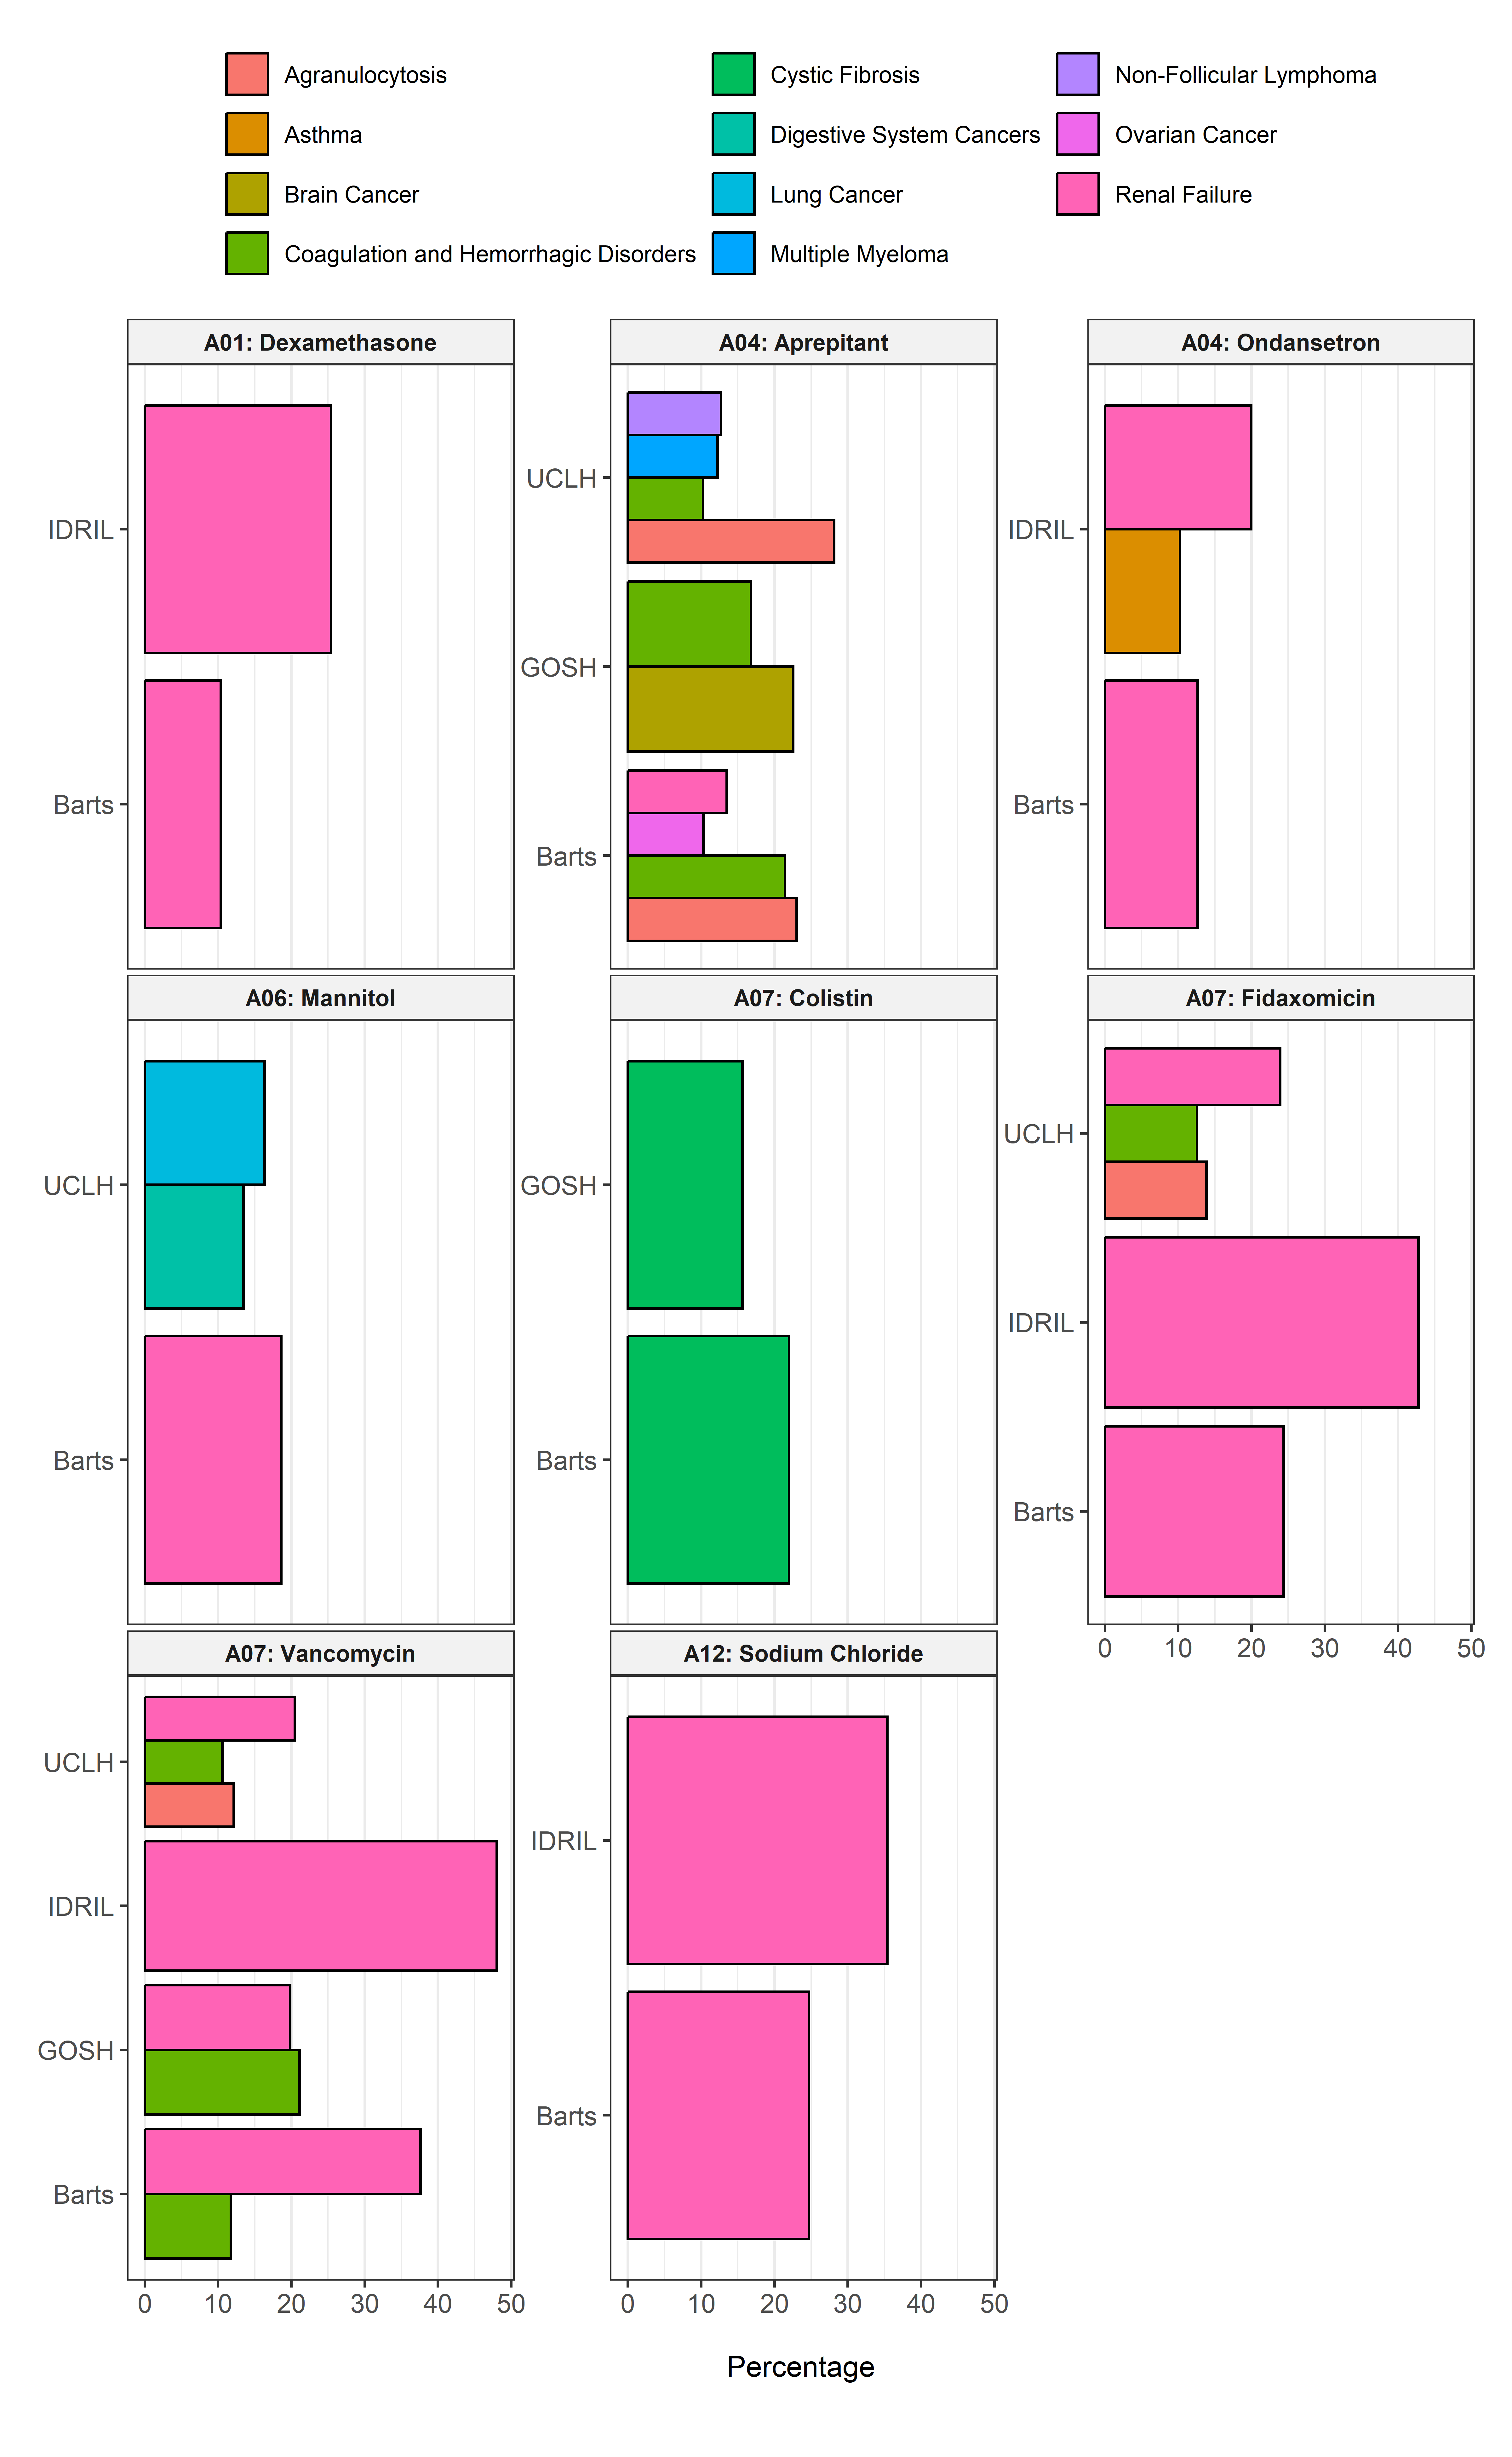 Agranulocytosis
Asthma
Brain Cancer
Coagulation and Hemorrhagic Disorders
Cystic Fibrosis
Digestive System Cancers
Lung Cancer
Multiple Myeloma
Non-Follicular Lymphoma
Ovarian Cancer
Renal Failure
A01: Dexamethasone
IDRIL
Barts
A04: Aprepitant
UCLH
GOSH
Barts
A04: Ondansetron
IDRIL
Barts
A06: Mannitol
UCLH
Barts
A07: Colistin
GOSH
Barts
A07: Fidaxomicin
UCLH
IDRIL
Barts
0 10 20 30 40 50
A07: Vancomycin
UCLH
IDRIL
GOSH
Barts
0 10 20 30 40 50
A12: Sodium Chloride
IDRIL
Barts
0 10 20 30 40 50
Percentage